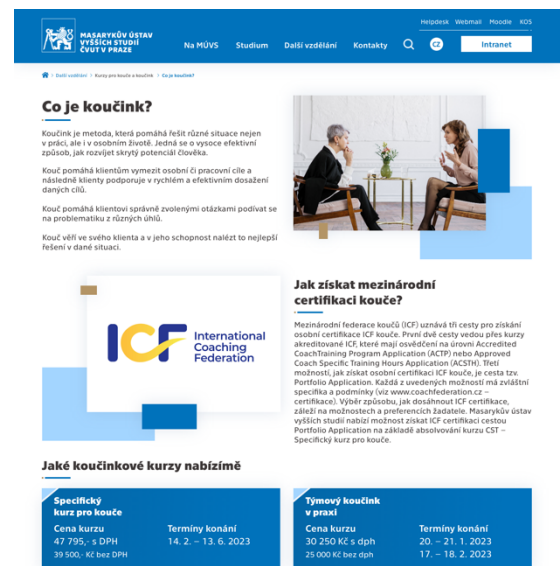 Helpdesk Webmail Moodle KOS
MASARYKŮV ÚSTAV
VYŠŠÍCH STUDIÍ
ČVUT V PRAZE
Na MÚVS Studium Další vzdělání Kontakty CZ Intranet
Další vzdělání > Kurzy pro kouče a koučink > Co je koučink?
Co je koučink?
Koučink je metoda, která pomáhá řešit různé situace nejen
v práci, ale i v osobním životě. Jedná se o vysoce efektivní
způsob, jak rozvíjet skrytý potenciál člověka.
Kouč pomáhá klientům vymezit osobní či pracovní cíle a
následně klienty podporuje v rychlém a efektivním dosažení
daných cílů.
Kouč pomáhá klientovi správně zvolenými otázkami podívat se
na problematiku z různých úhlů.
Kouč věří ve svého klienta a v jeho schopnost nalézt to nejlepší
řešení v dané situaci.
ICF International
Coaching
Federation
Jak získat mezinárodní
certifikaci kouče?
Mezinárodní federace koučů (ICF) uznává tři cesty pro získání
osobní certifikace ICF kouče. První dvě cesty vedou přes kurzy
akreditované ICF, které mají osvědčení na úrovni Accredited
CoachTraining Program Application (ACTP) nebo Approved
Coach Specific Training Hours Application (ACSTH). Třetí
možností, jak získat osobní certifikaci ICF kouče, je cesta tzv.
Portfolio Application. Každá z uvedených možností má zvláštní
specifika a podmínky (viz www.coachfederation.cz –
certifikace). Výběr způsobu, jak dosáhnout ICF certifikace,
záleží na možnostech a preferencích žadatele. Masarykův ústav
vyšších studií nabízí možnost získat ICF certifikaci cestou
Portfolio Application na základě absolvování kurzu CST –
Specifický kurz pro kouče.
Jaké koučinkové kurzy nabízímě
Specifický
kurz pro kouče
Cena kurzu Termíny konání
47 795,- s DPH 14. 2. – 13. 6. 2023
39 500,- Kč bez DPH
Týmový koučink
v praxi
Cena kurzu Termíny konání
30 250 Kč s dph 20. – 21. 1. 2023
25 000 Kč bez dph 17. – 18. 2. 2023